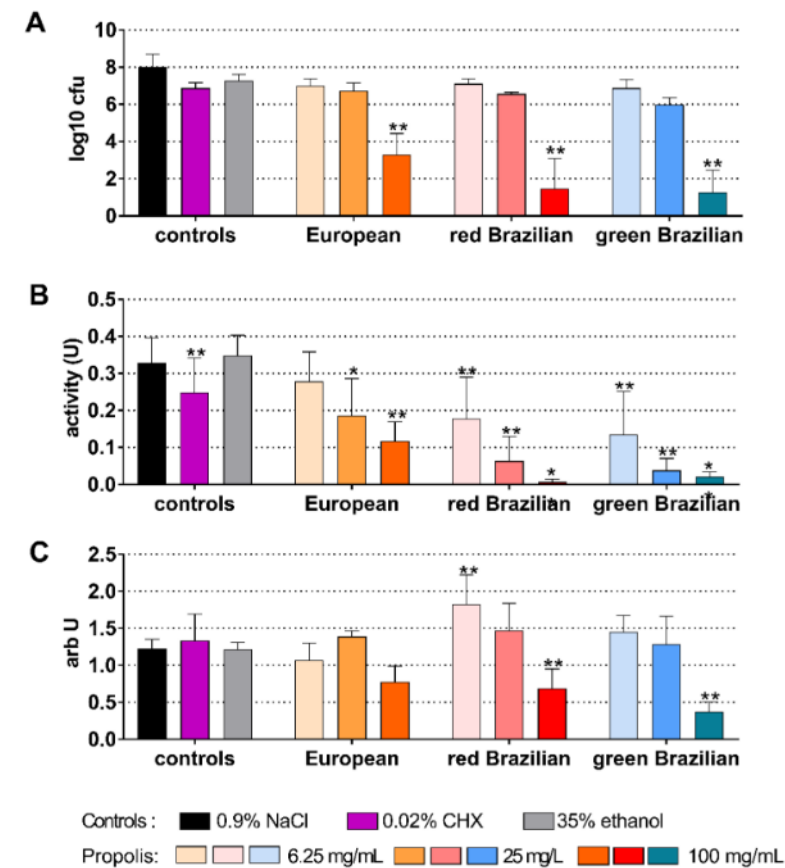 A
10
8
6
4
2
0
log10 cfu
** ** **
controls European red Brazilian green Brazilian
B
0.5
0.4
0.3
0.2
0.1
0.0
activity (U)
** * ** ** ** * * ** ** * *
controls European red Brazilian green Brazilian
C
2.5
2.0
1.5
1.0
0.5
0.0
arb U
** ** **
controls European red Brazilian green Brazilian
Controls : 0.9% NaCl 0.02% CHX 35% ethanol
Propolis: 6.25 mg/mL 25 mg/L 100 mg/mL